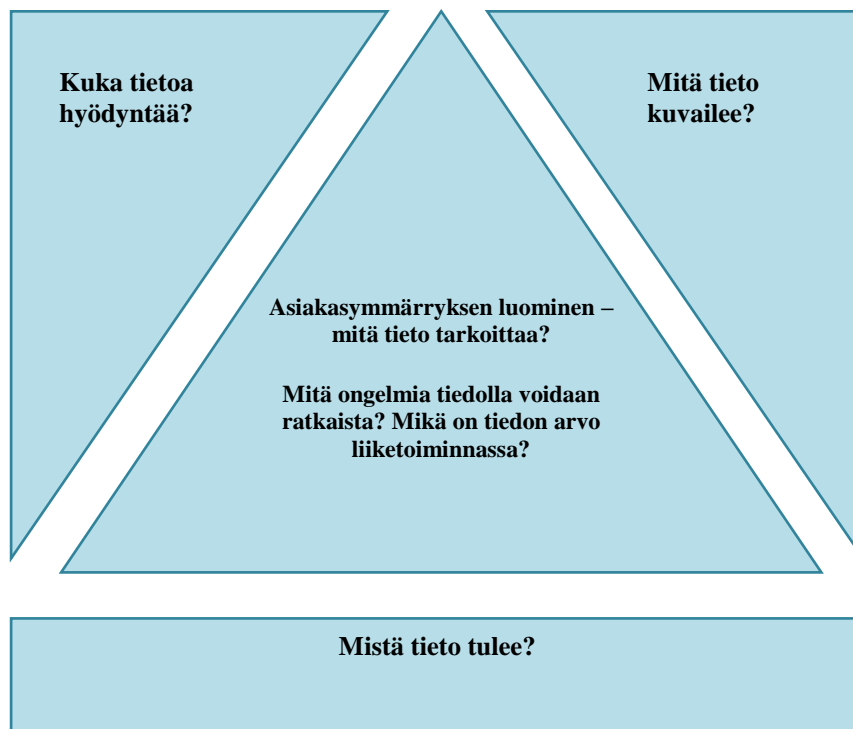 Kuka tietoa
hyödyntää?
Mitä tieto
kuvailee?
Asiakasymmärryksen luominen –
mitä tieto tarkoittaa?
Mitä ongelmia tiedolla voidaan
ratkaista? Mikä on tiedon arvo
liiketoiminnassa?
Mistä tieto tulee?